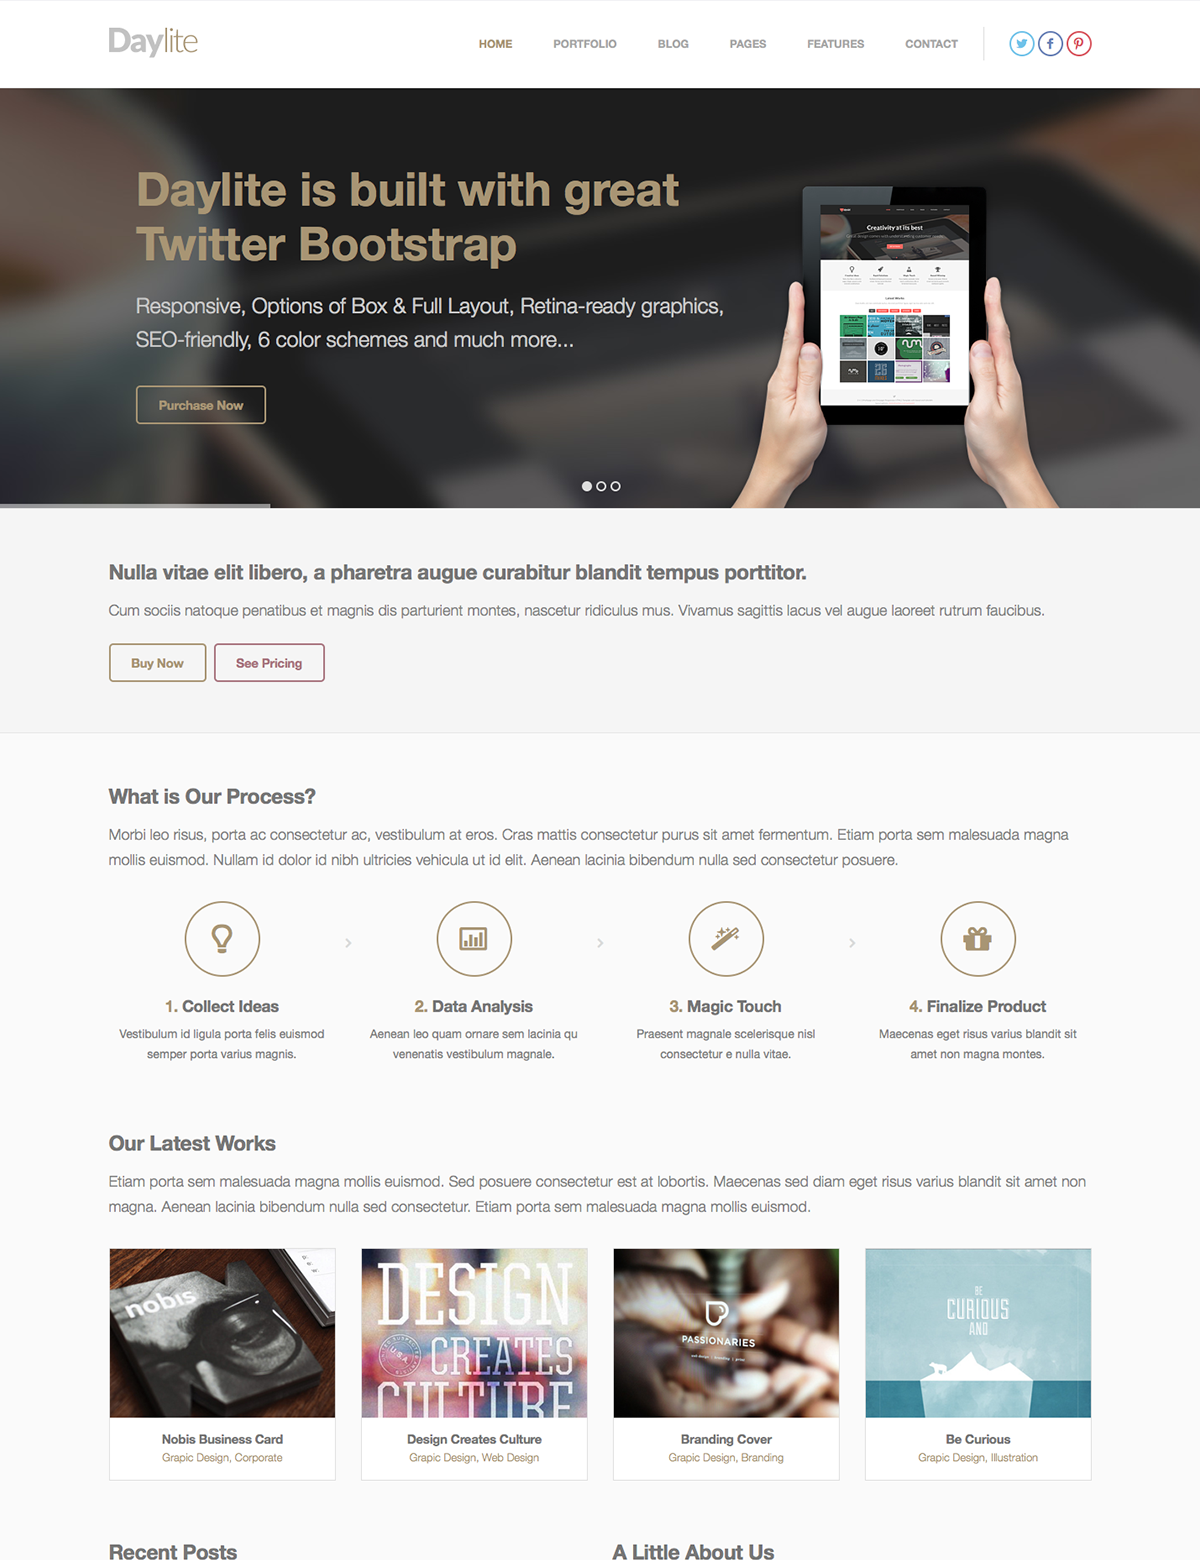 Daylite
HOME PORTFOLIO BLOG PAGES FEATURES CONTACT
Daylite is built with great
Twitter Bootstrap
Responsive, Options of Box & Full Layout, Retina-ready graphics,
SEO-friendly, 6 color schemes and much more...
Purchase Now
Creativity at its best
Latest Works
Nulla vitae elit libero, a pharetra augue curabitur blandit tempus porttitor.
Cum sociis natoque penatibus et magnis dis parturient montes, nascetur ridiculus mus. Vivamus sagittis lacus vel augue laoreet rutrum faucibus.
Buy Now See Pricing
What is Our Process?
Morbi leo risus, porta ac consectetur ac, vestibulum at eros. Cras mattis consectetur purus sit amet fermentum. Etiam porta sem malesuada magna
mollis euismod. Nullam id dolor id nibh ultricies vehicula ut id elit. Aenean lacinia bibendum nulla sed consectetur posuere.
1. Collect Ideas
Vestibulum id ligula porta felis euismod
semper porta varius magnis.
2. Data Analysis
Aenean leo quam ornare sem lacinia qu
venenatis vestibulum magnale.
3. Magic Touch
Praesent magnale scelerisque nisl
consectetur e nulla vitae.
4. Finalize Product
Maecenas eget risus varius blandit sit
amet non magna montes.
Our Latest Works
Etiam porta sem malesuada magna mollis euismod. Sed posuere consectetur est at lobortis. Maecenas sed diam eget risus varius blandit sit amet non
magna. Aenean lacinia bibendum nulla sed consectetur. Etiam porta sem malesuada magna mollis euismod.
nobis
Nobis Business Card
Grapic Design, Corporate
DESIGN
USA
CREATES
CULTURE
Design Creates Culture
Grapic Design, Web Design
PASSIONARIES
Branding Cover
Grapic Design, Branding
BE
CURIOUS
AND
Be Curious
Grapic Design, Illustration
Recent Posts
A Little About Us